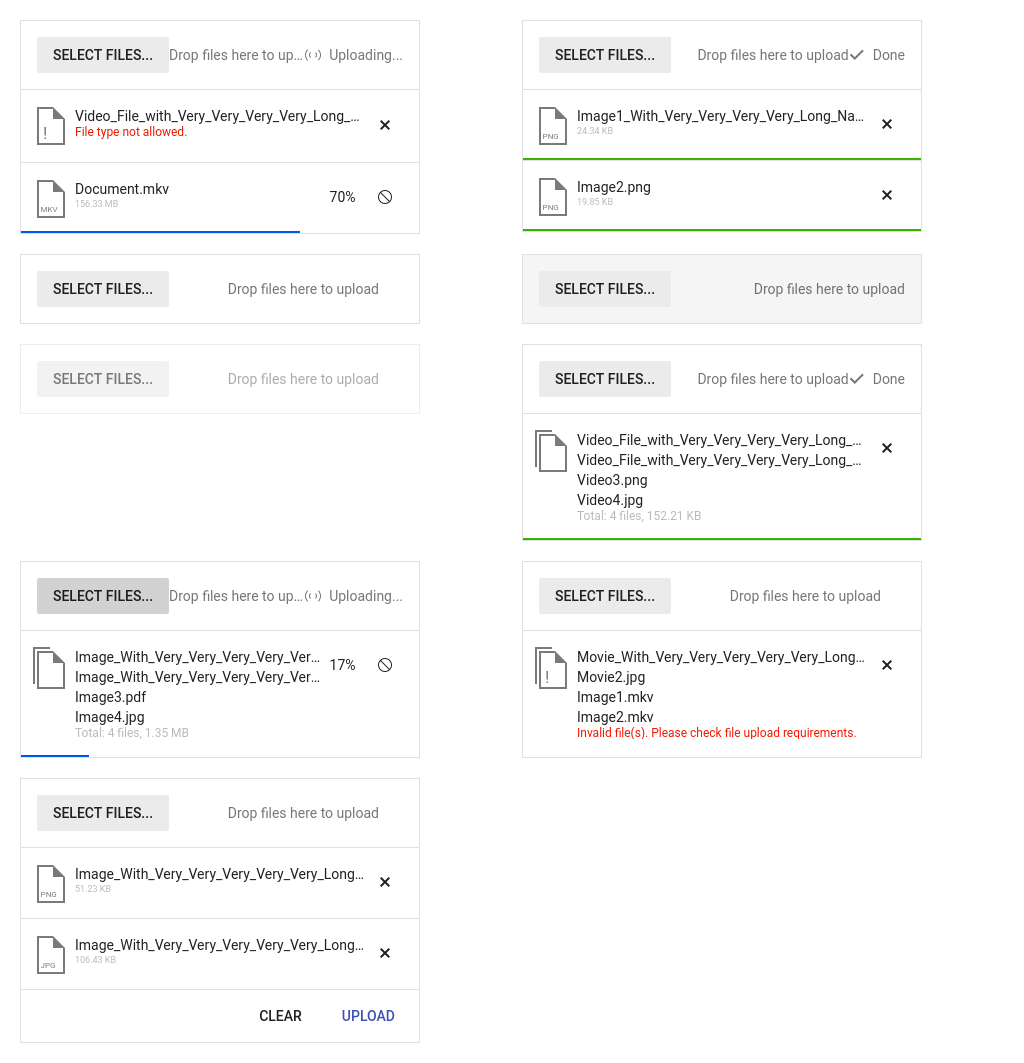 SELECT FILES...
Drop files here to up...
Uploading...
Video_File_with_Very_Very_Very_Very_Long_...
File type not allowed.
Document.mkv
156.33 MB
MKV
70%
SELECT FILES...
Drop files here to upload
Done
Image1_With_Very_Very_Very_Very_Long_Na...
24.34 KB
PNG
Image2.png
19.85 KB
PNG
SELECT FILES...
Drop files here to upload
SELECT FILES...
Drop files here to upload
SELECT FILES...
Drop files here to upload
SELECT FILES...
Drop files here to upload
Done
Video_File_with_Very_Very_Very_Very_Long_...
Video_File_with_Very_Very_Very_Very_Long_...
Video3.png
Video4.jpg
Total: 4 files, 152.21 KB
SELECT FILES...
Drop files here to up...
Uploading...
Image_With_Very_Very_Very_Very_Ver...
Image_With_Very_Very_Very_Very_Ver...
Image3.pdf
Image4.jpg
Total: 4 files, 1.35 MB
17%
SELECT FILES...
Drop files here to upload
Movie_With_Very_Very_Very_Very_Very_Long...
Movie2.jpg
Image1.mkv
Image2.mkv
Invalid file(s). Please check file upload requirements.
SELECT FILES...
Drop files here to upload
Image_With_Very_Very_Very_Very_Very_Long...
51.23 KB
PNG
Image_With_Very_Very_Very_Very_Very_Long...
106.43 KB
JPG
CLEAR
UPLOAD